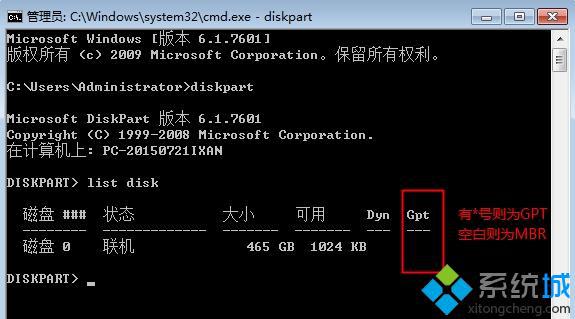 管理员: C:\Windows\system32\cmd.exe - diskpart
Microsoft Windows [版本 6.1.7601]
版权所有 (c) 2009 Microsoft Corporation。保留所有权利。
C:\Users\Administrator>diskpart
Microsoft DiskPart 版本 6.1.7601
Copyright (C) 1999-2008 Microsoft Corporation.
在计算机上: PC-20150721IXAN
DISKPART> list disk
磁盘 ### 状态 大小 可用 Dyn Gpt
-------- ------------- ------- ------- --- ---
磁盘 0 联机 465 GB 1024 KB
DISKPART> _
有*号则为GPT
空白则为MBR
系统城
xitongcheng.com